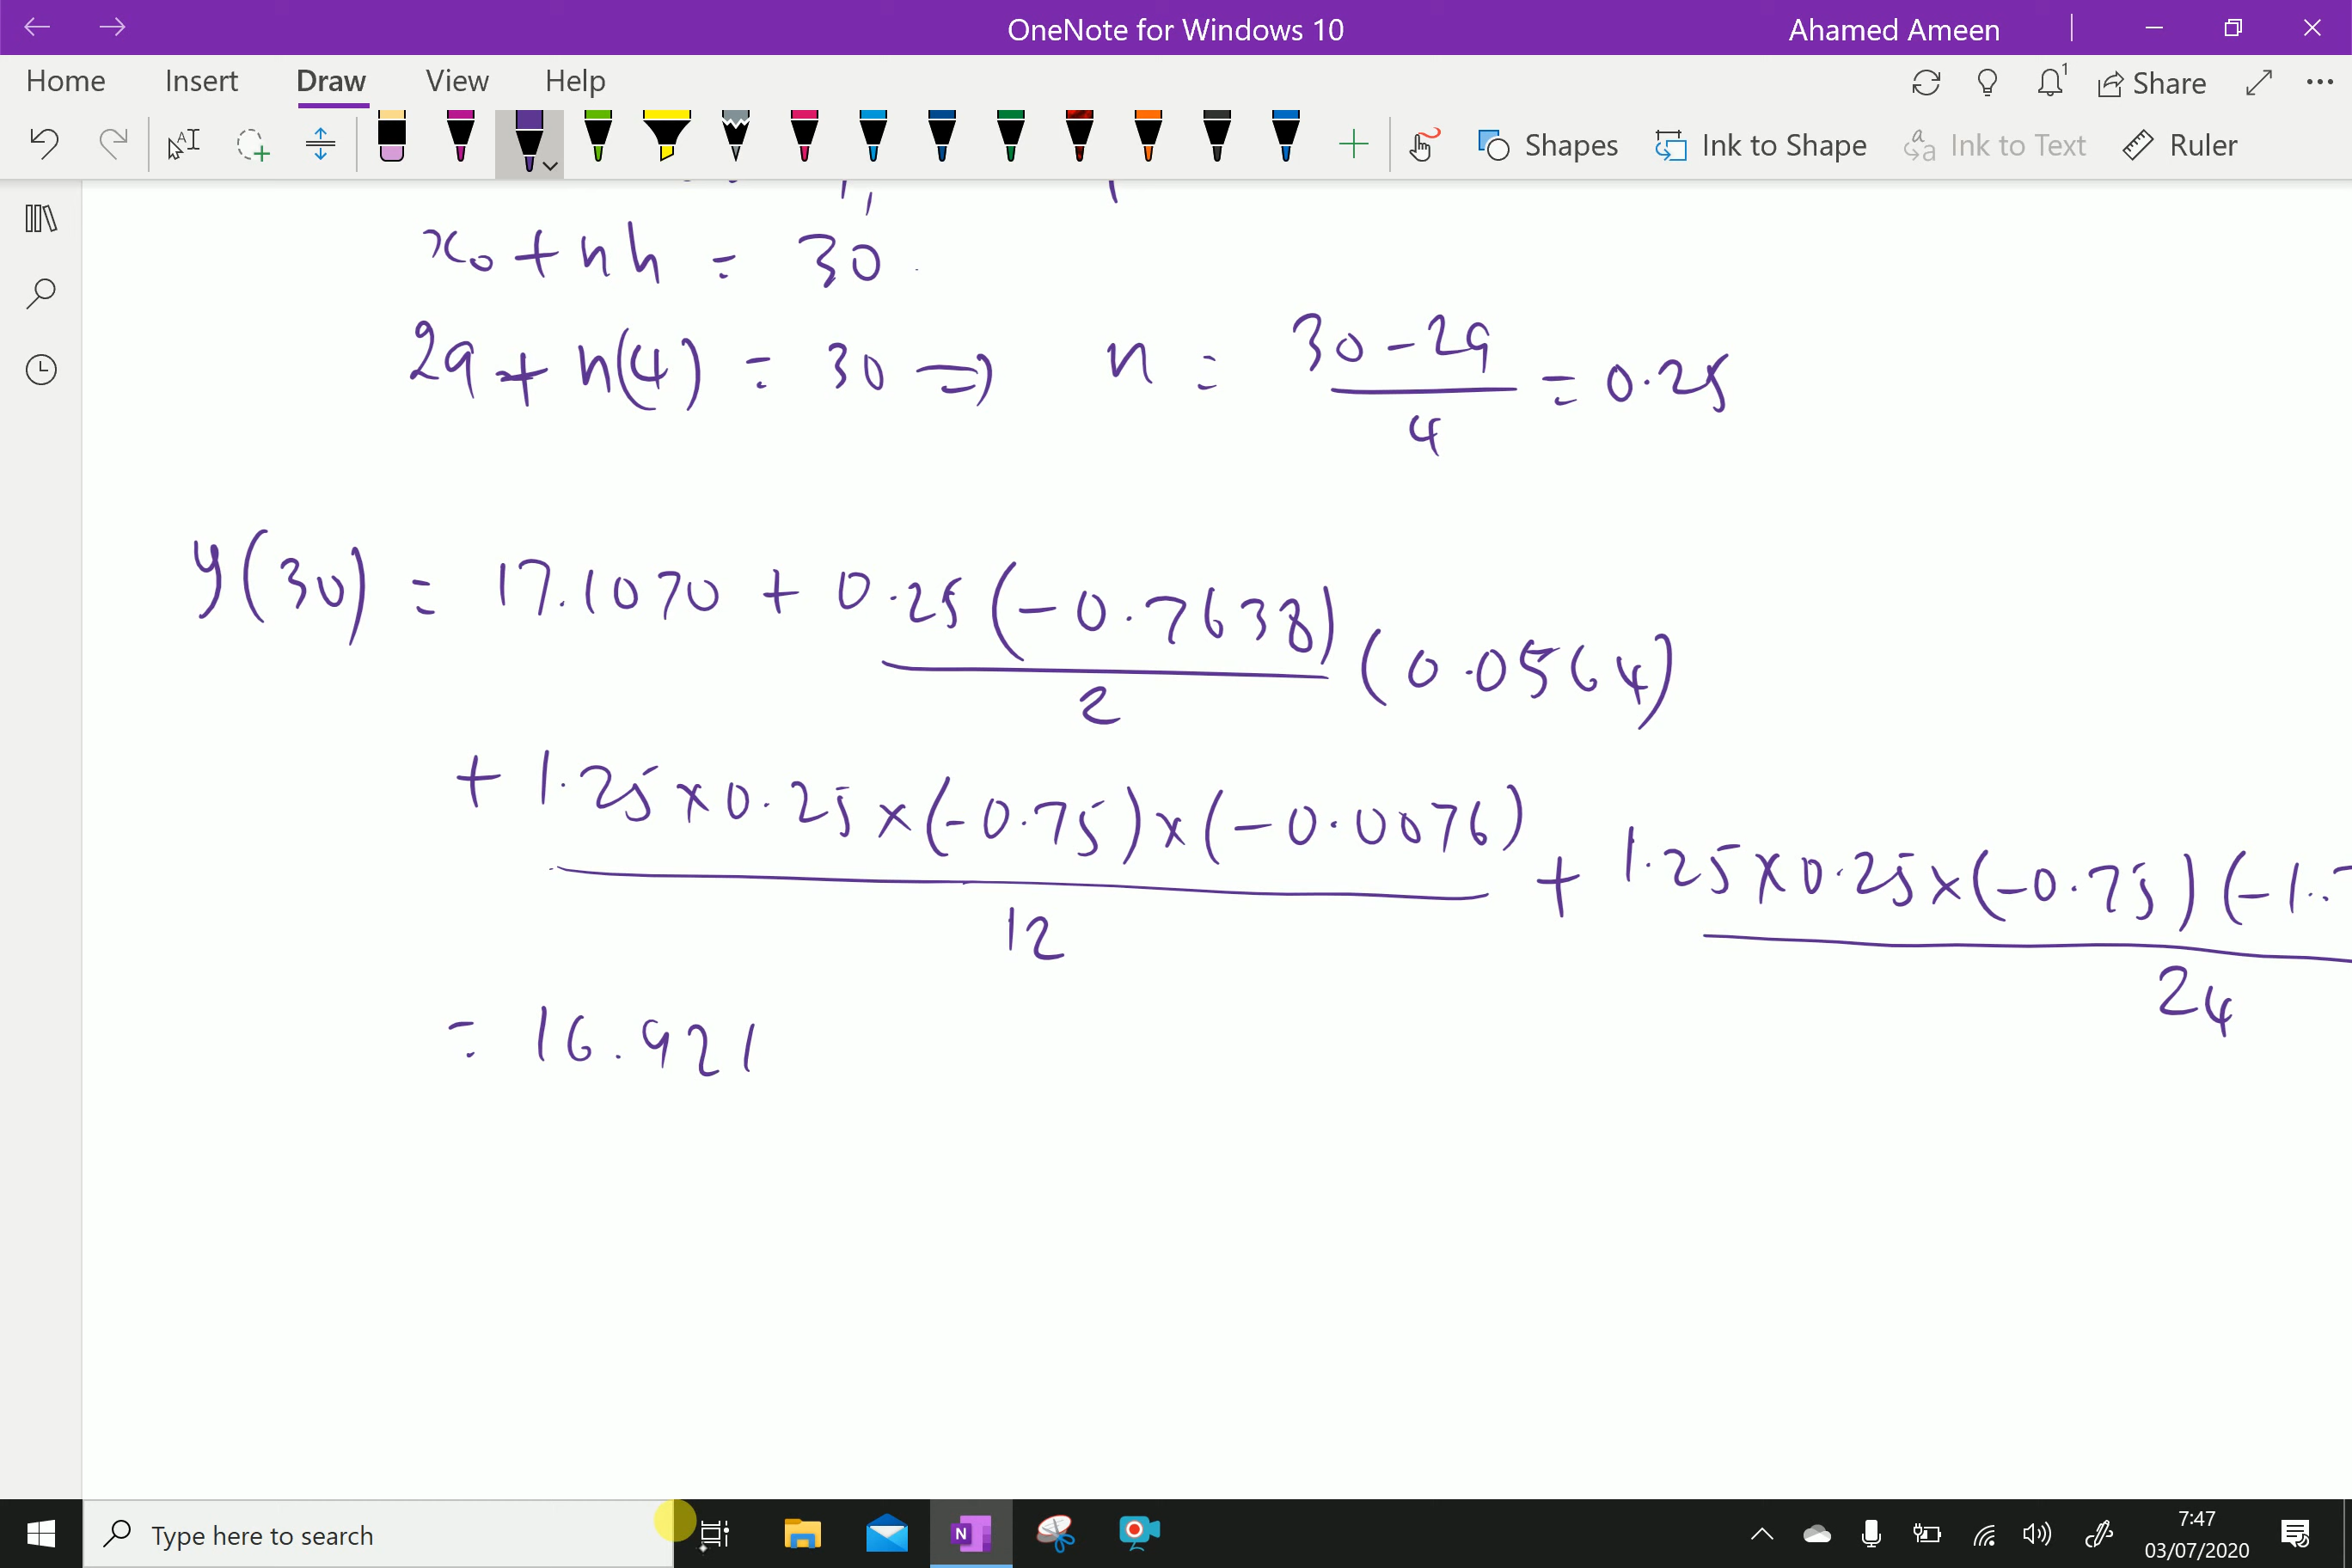 OneNote for Windows 10 Ahamed Ameen
Home Insert Draw View Help 1 Share
Shapes Ink to Shape Ink to Text Ruler
x₀ + nh = 30
29 + n(4) = 30 ⇒ n = 30 - 29 / 4 = 0.25
y(30) = 17.1070 + 0.25 (-0.7638) / 2 (0.0564)
+ 1.25 × 0.25 × (-0.75) × (-0.0076) / 12 + 1.25 × 0.25 × (-0.75) (-1. / 24
= 16.921
Type here to search
N
7:47
03/07/2020